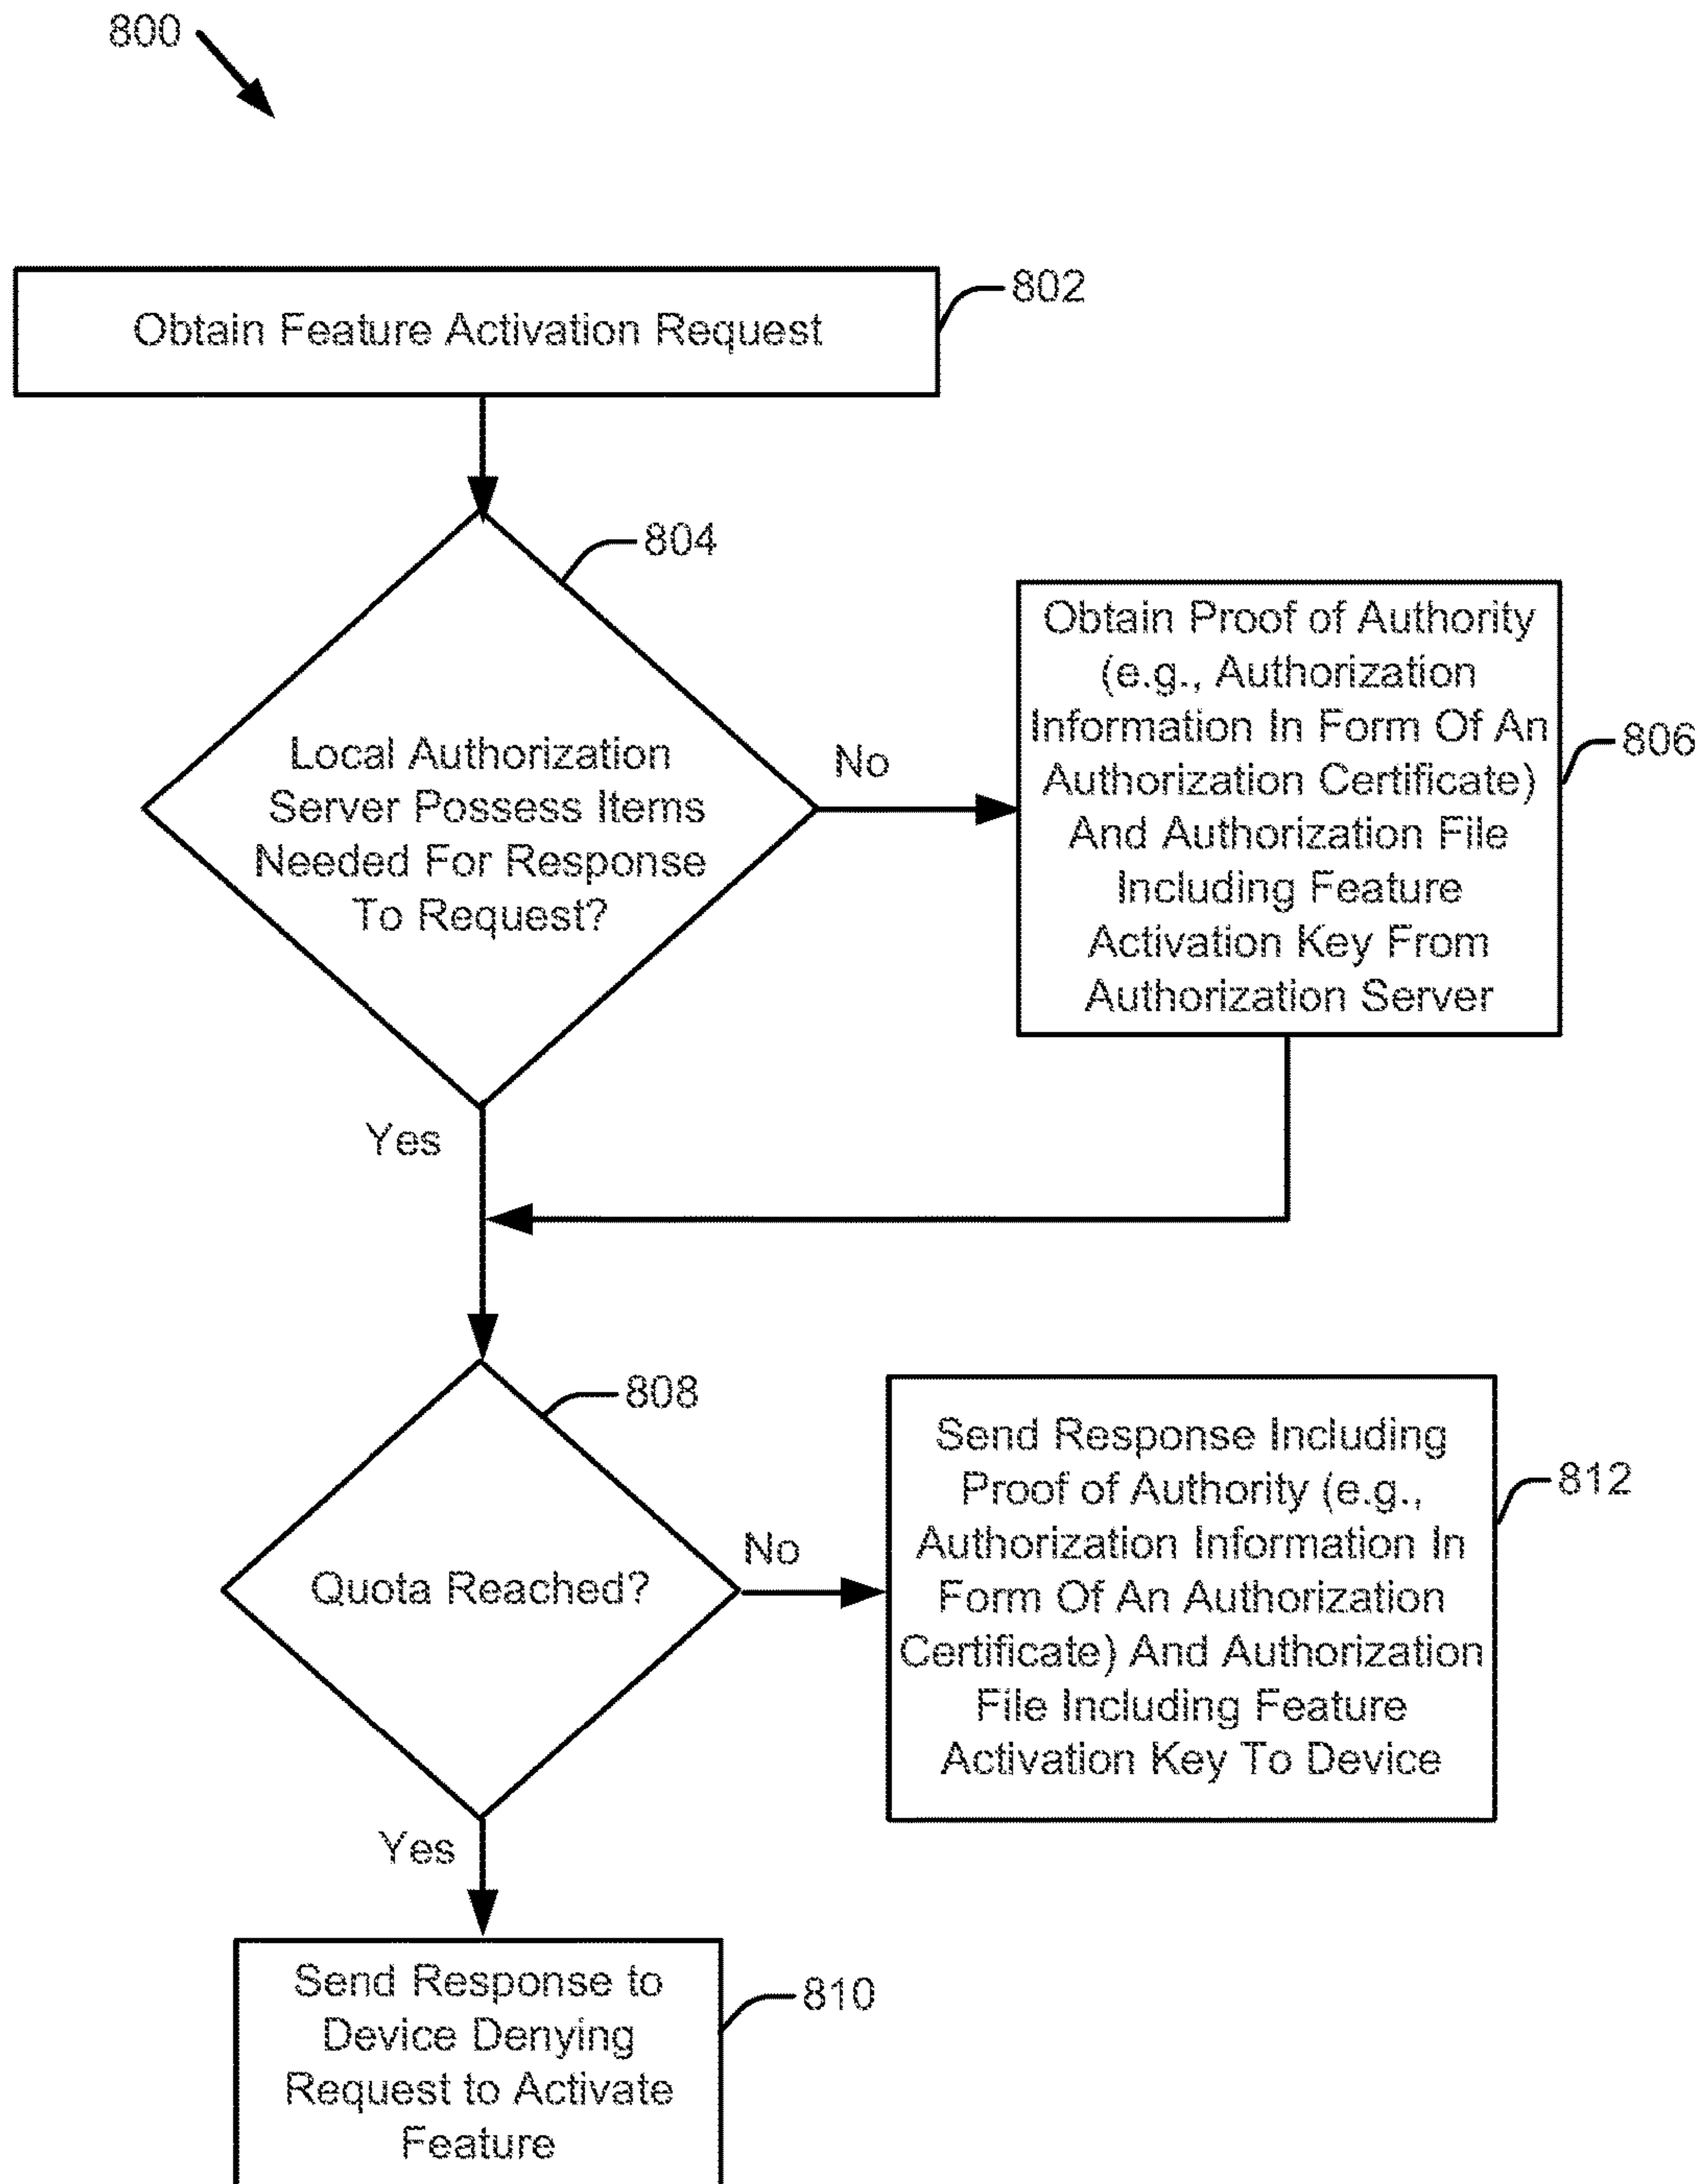 800
Obtain Feature Activation Request
802
804
Local Authorization
Server Possess Items
Needed For Response
To Request?
No
Obtain Proof of Authority
(e.g., Authorization
Information In Form Of An
Authorization Certificate)
And Authorization File
Including Feature
Activation Key From
Authorization Server
806
Yes
808
Quota Reached?
No
Send Response Including
Proof of Authority (e.g.,
Authorization Information In
Form Of An Authorization
Certificate) And Authorization
File Including Feature
Activation Key To Device
812
Yes
Send Response to
Device Denying
Request to Activate
Feature
810